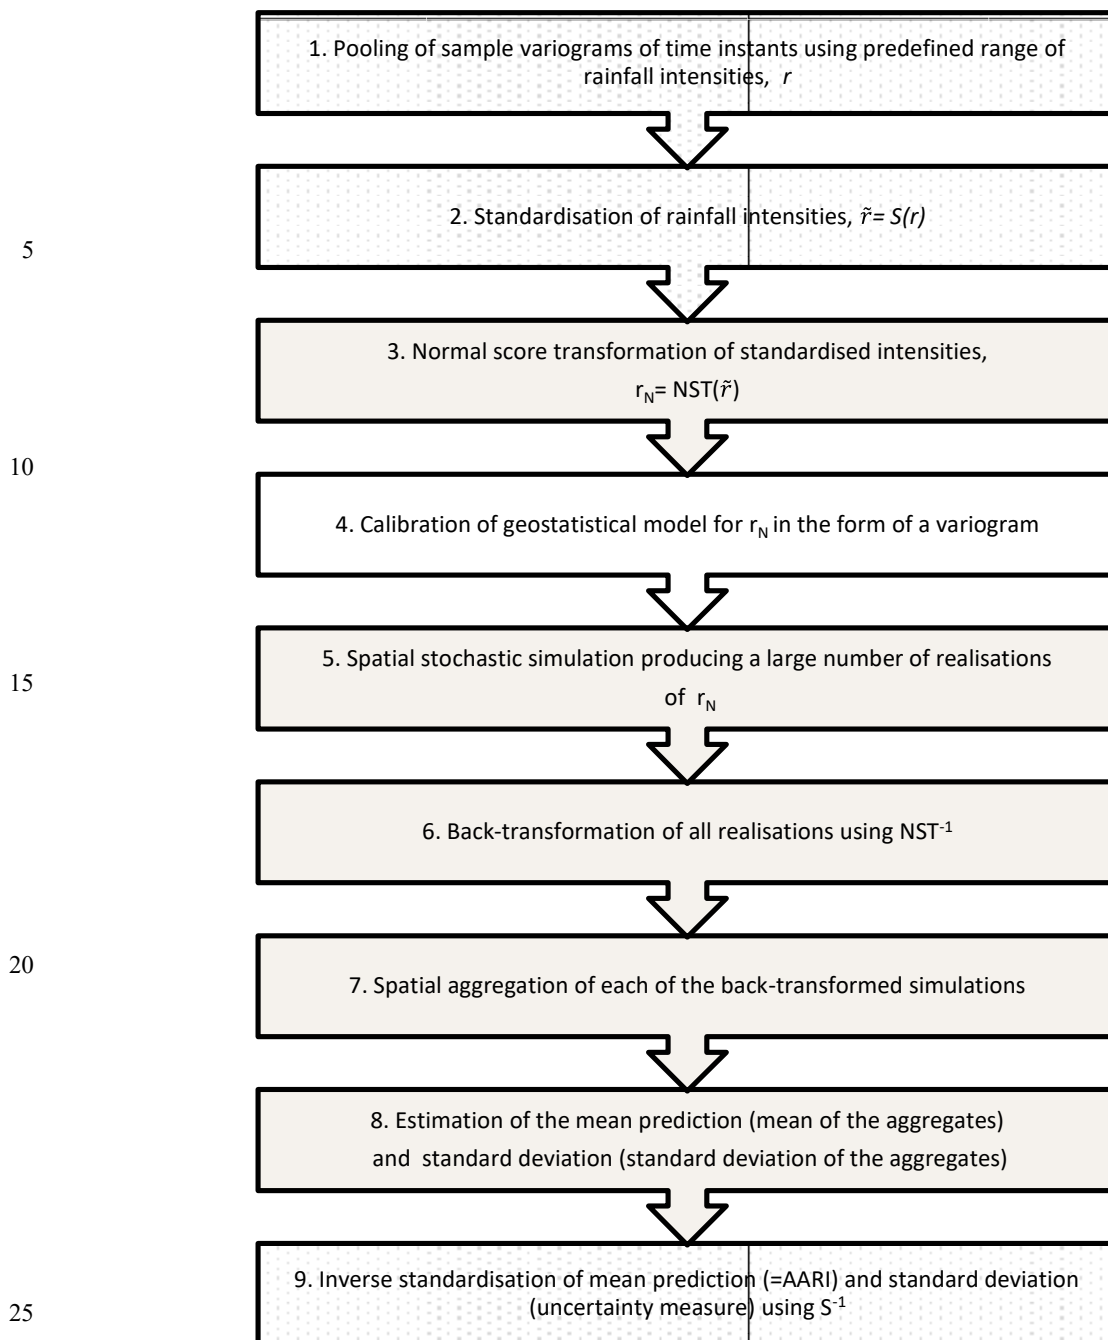 1. Pooling of sample variograms of time instants using predefined range of
rainfall intensities, r
2. Standardisation of rainfall intensities, r̃= S(r)
5
3. Normal score transformation of standardised intensities,
r_N= NST(r̃)
10
4. Calibration of geostatistical model for r_N in the form of a variogram
5. Spatial stochastic simulation producing a large number of realisations
15
of r_N
6. Back-transformation of all realisations using NST⁻¹
20
7. Spatial aggregation of each of the back-transformed simulations
8. Estimation of the mean prediction (mean of the aggregates)
and standard deviation (standard deviation of the aggregates)
9. Inverse standardisation of mean prediction (=AARI) and standard deviation
(uncertainty measure) using S⁻¹
25